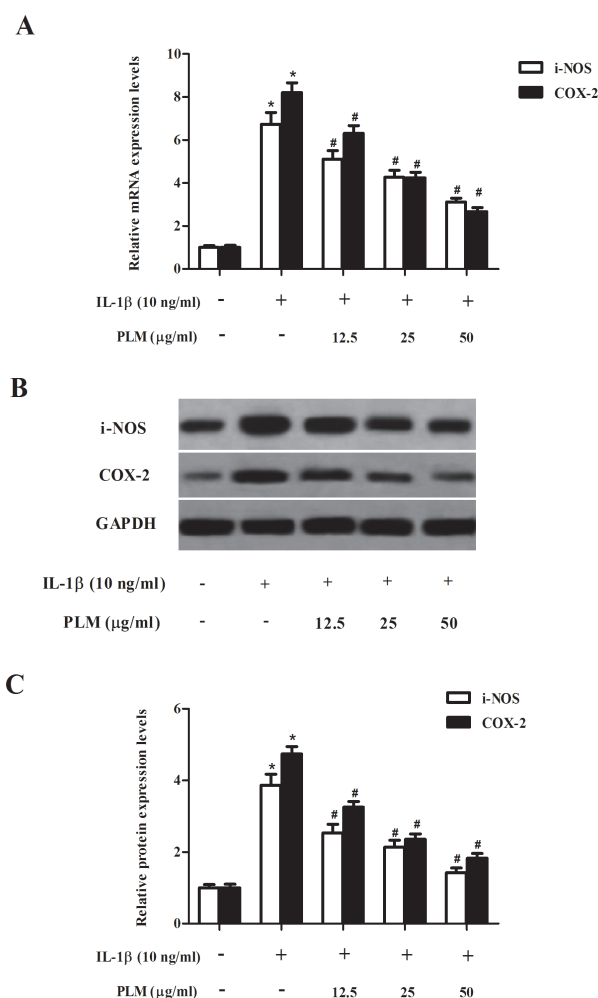 A
Relative mRNA expression levels
10
8
6
4
2
0
* *
# #
# #
# #
i-NOS
COX-2
IL-1β (10 ng/ml) - + + + +
PLM (μg/ml) - - 12.5 25 50
B
i-NOS
COX-2
GAPDH
IL-1β (10 ng/ml) - + + + +
PLM (μg/ml) - - 12.5 25 50
C
Relative protein expression levels
6
4
2
0
* *
# #
# #
# #
i-NOS
COX-2
IL-1β (10 ng/ml) - + + + +
PLM (μg/ml) - - 12.5 25 50